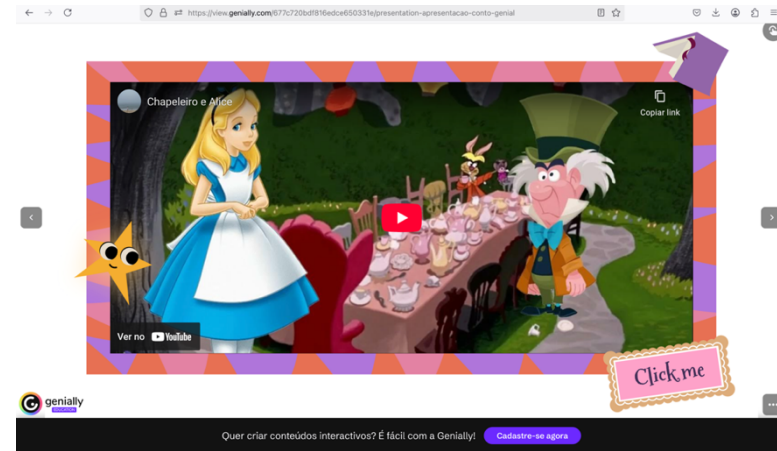 https://view.genially.com/677c720bdf816edce650331e/presentation-apresentacao-conto-genial
Chapeleiro e Alice
Copiar link
Ver no YouTube
Click me
genially
EDUCATION
Quer criar conteúdos interactivos? É fácil com a Genially!
Cadastre-se agora